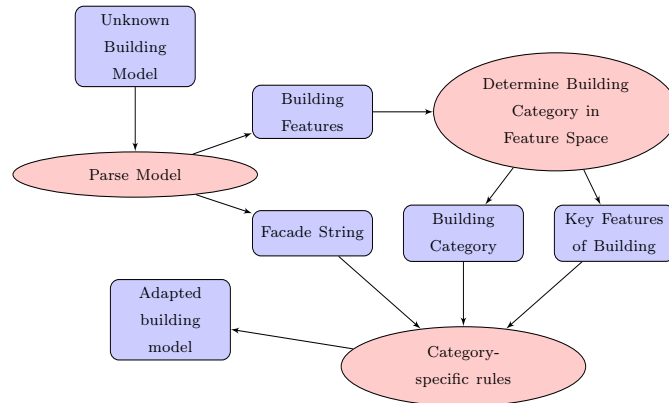 Unknown
Building
Model
Building
Features
Determine Building
Category in
Feature Space
Parse Model
Facade String
Building
Category
Key Features
of Building
Adapted
building
model
Category-
specific rules